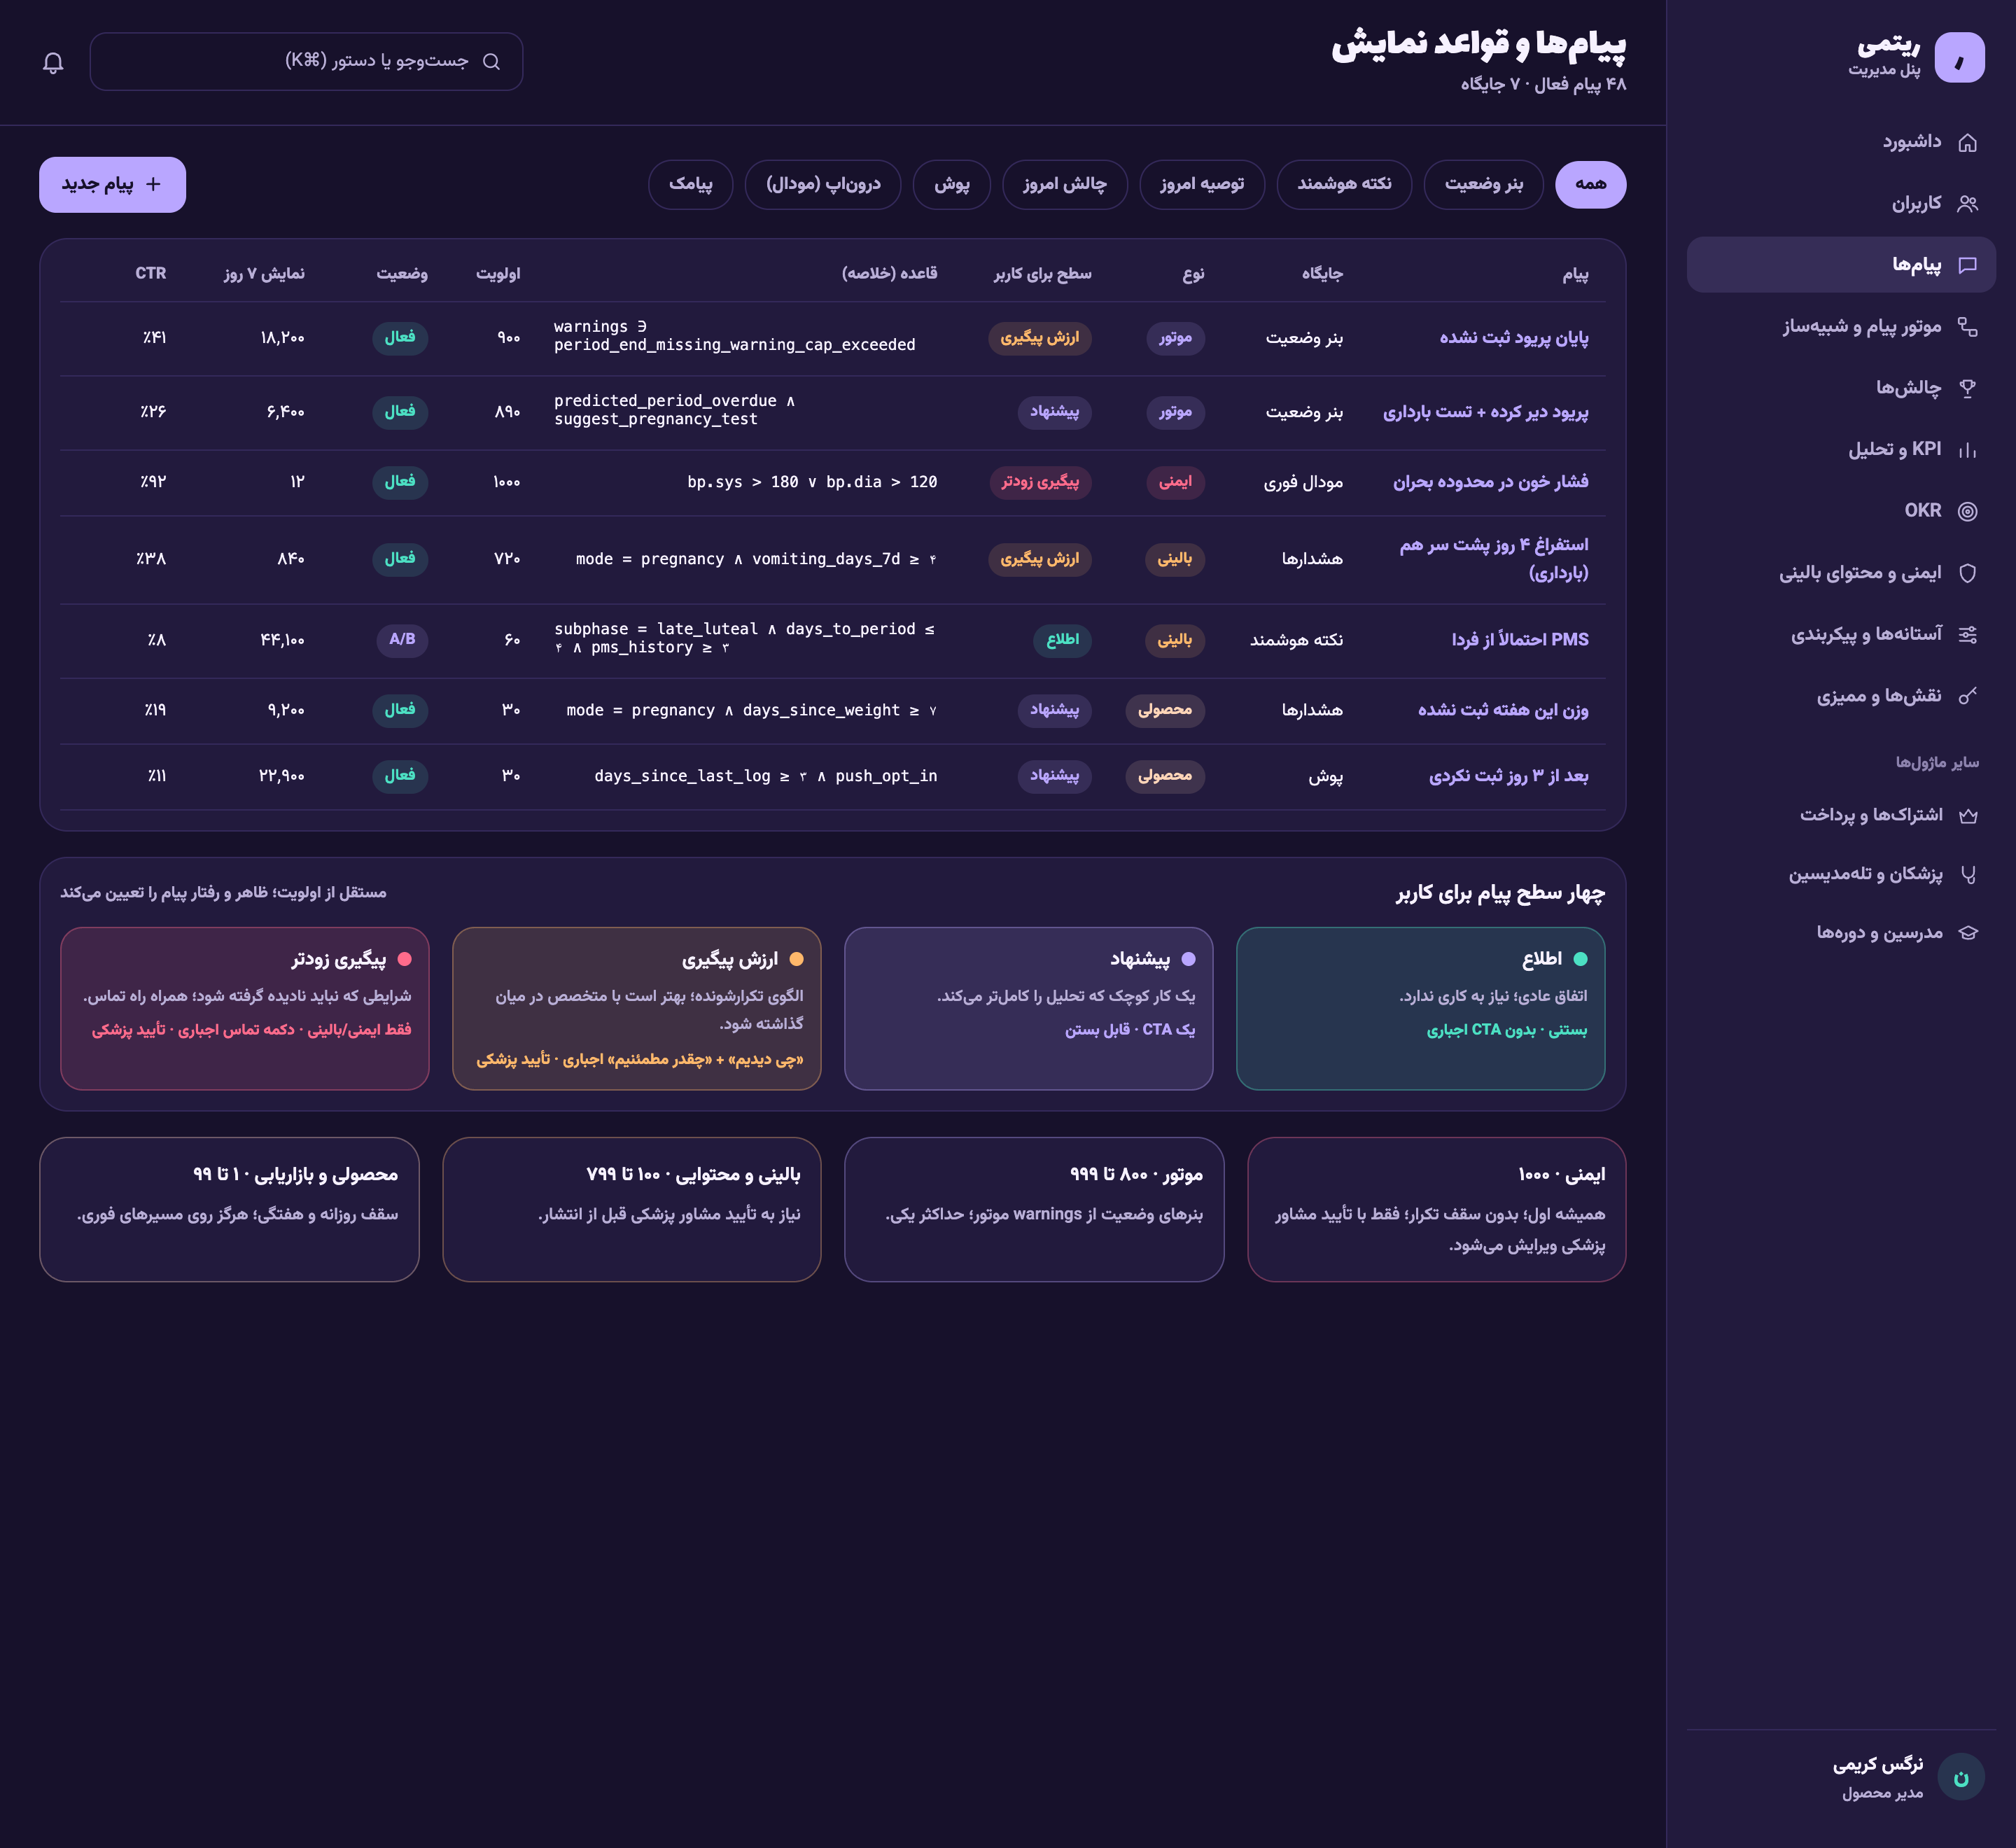 ریتمی
پنل مدیریت
داشبورد
کاربران
پیام‌ها
موتور پیام و شبیه‌ساز
چالش‌ها
KPI و تحلیل
OKR
ایمنی و محتوای بالینی
آستانه‌ها و پیکربندی
نقش‌ها و ممیزی
سایر ماژول‌ها
اشتراک‌ها و پرداخت
پزشکان و تله‌مدیسین
مدرسین و دوره‌ها
نرگس کریمی
مدیر محصول
ن
پیام‌ها و قواعد نمایش
۴۸ پیام فعال · ۷ جایگاه
جست‌وجو یا دستور (⌘K)
همه
بنر وضعیت
نکته هوشمند
توصیه امروز
چالش امروز
پوش
درون‌اپ (مودال)
پیامک
پیام جدید
پیام جایگاه نوع سطح برای کاربر قاعده (خلاصه) اولویت وضعیت نمایش ۷ روز CTR
پایان پریود ثبت نشده بنر وضعیت موتور ارزش پیگیری warnings ∋
period_end_missing_warning_cap_exceeded ۹۰۰ فعال ۱۸,۲۰۰ ٪۴۱
پریود دیر کرده + تست بارداری بنر وضعیت موتور پیشنهاد predicted_period_overdue ∧
suggest_pregnancy_test ۸۹۰ فعال ۶,۴۰۰ ٪۲۶
فشار خون در محدوده بحران مودال فوری ایمنی پیگیری زودتر bp.sys > 180 ∨ bp.dia > 120 ۱۰۰۰ فعال ۱۲ ٪۹۲
استفراغ ۴ روز پشت سر هم
(بارداری) هشدارها بالینی ارزش پیگیری mode = pregnancy ∧ vomiting_days_7d ≥ ۴ ۷۲۰ فعال ۸۴۰ ٪۳۸
PMS احتمالاً از فردا نکته هوشمند بالینی اطلاع subphase = late_luteal ∧ days_to_period ≤
۴ ∧ pms_history ≥ ۳ ۶۰ A/B ۴۴,۱۰۰ ٪۸
وزن این هفته ثبت نشده هشدارها محصولی پیشنهاد mode = pregnancy ∧ days_since_weight ≥ ۷ ۳۰ فعال ۹,۲۰۰ ٪۱۹
بعد از ۳ روز ثبت نکردی پوش محصولی پیشنهاد days_since_last_log ≥ ۳ ∧ push_opt_in ۳۰ فعال ۲۲,۹۰۰ ٪۱۱
چهار سطح پیام برای کاربر
مستقل از اولویت؛ ظاهر و رفتار پیام را تعیین می‌کند
اطلاع
اتفاق عادی؛ نیاز به کاری ندارد.
بستنی · بدون CTA اجباری
پیشنهاد
یک کار کوچک که تحلیل را کامل‌تر می‌کند.
یک CTA · قابل بستن
ارزش پیگیری
الگوی تکرارشونده؛ بهتر است با متخصص در میان
گذاشته شود.
«چی دیدیم» + «چقدر مطمئنیم» اجباری · تأیید پزشکی
پیگیری زودتر
شرایطی که نباید نادیده گرفته شود؛ همراه راه تماس.
فقط ایمنی/بالینی · دکمه تماس اجباری · تأیید پزشکی
ایمنی · ۱۰۰۰
همیشه اول؛ بدون سقف تکرار؛ فقط با تأیید مشاور
پزشکی ویرایش می‌شود.
موتور · ۸۰۰ تا ۹۹۹
بنرهای وضعیت از warnings موتور؛ حداکثر یکی.
بالینی و محتوایی · ۱۰۰ تا ۷۹۹
نیاز به تأیید مشاور پزشکی قبل از انتشار.
محصولی و بازاریابی · ۱ تا ۹۹
سقف روزانه و هفتگی؛ هرگز روی مسیرهای فوری.